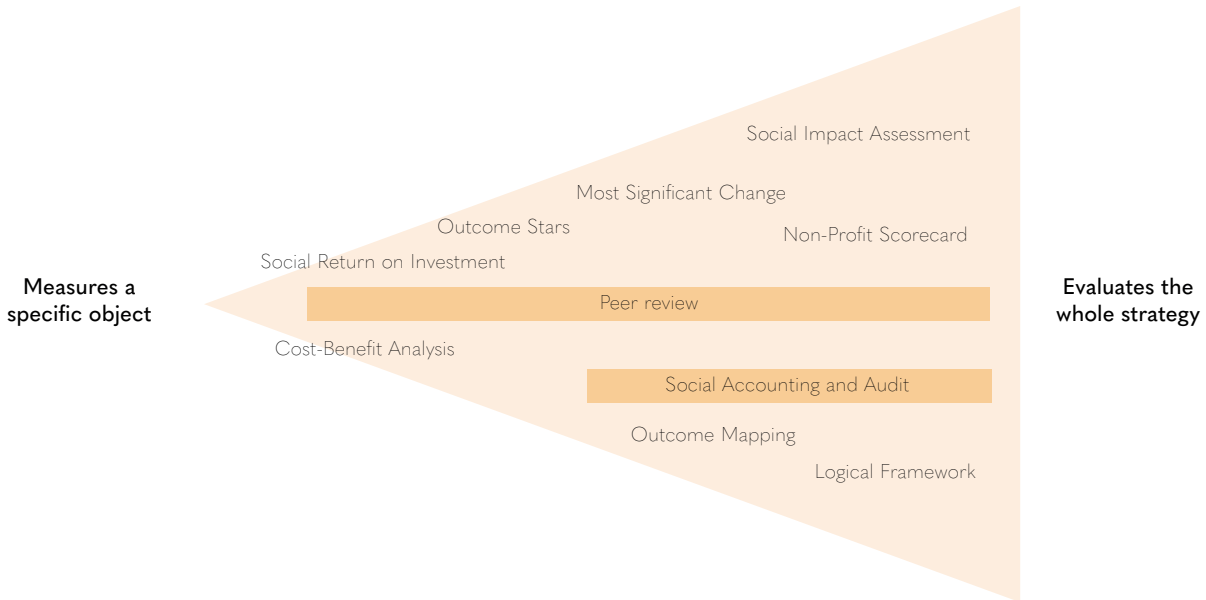 Social Impact Assessment
Most Significant Change
Outcome Stars
Non-Profit Scorecard
Social Return on Investment
Measures a
specific object
Evaluates the
whole strategy
Peer review
Cost-Benefit Analysis
Social Accounting and Audit
Outcome Mapping
Logical Framework